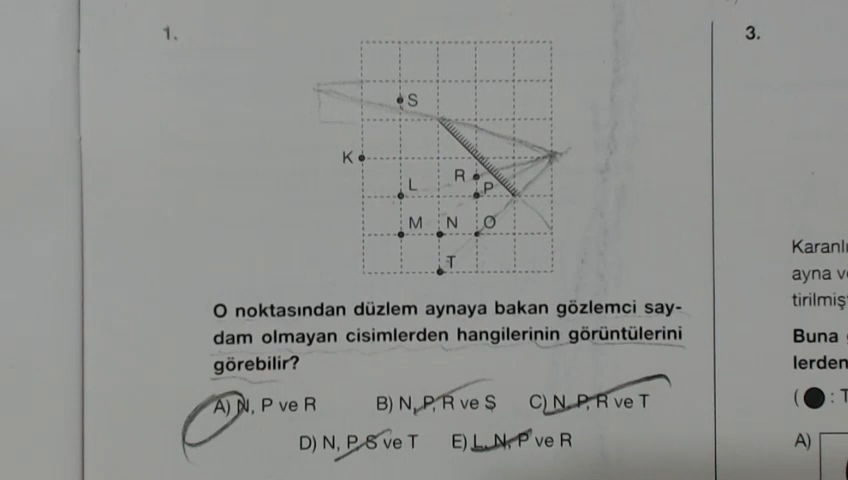 1.
3.
S
K
R
L
P
M
N
O
T
O noktasından düzlem aynaya bakan gözlemci say-
dam olmayan cisimlerden hangilerinin görüntülerini
görebilir?
A) N, P ve R B) N, P, R ve S C) N, P, R ve T
D) N, P, S ve T E) L, N, P ve R
Karanlı
ayna v
tirilmiş
Buna
lerden
( : T
A)